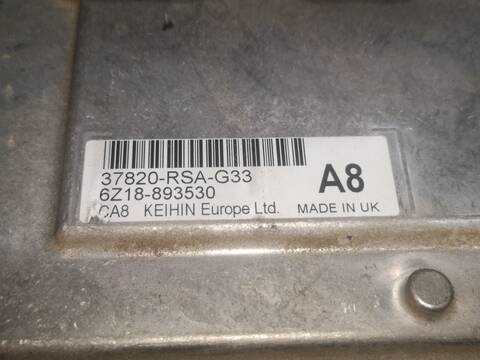 37820-RSA-G33
6Z18-893530
A8
CA8 KEIHIN Europe Ltd. MADE IN UK